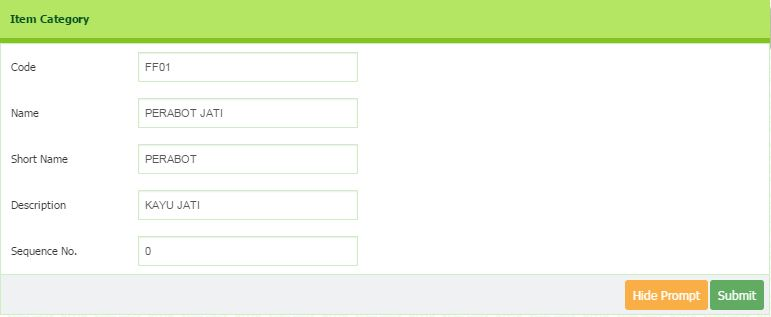 Item Category
Code FF01
Name PERABOT JATI
Short Name PERABOT
Description KAYU JATI
Sequence No. 0
Hide Prompt Submit